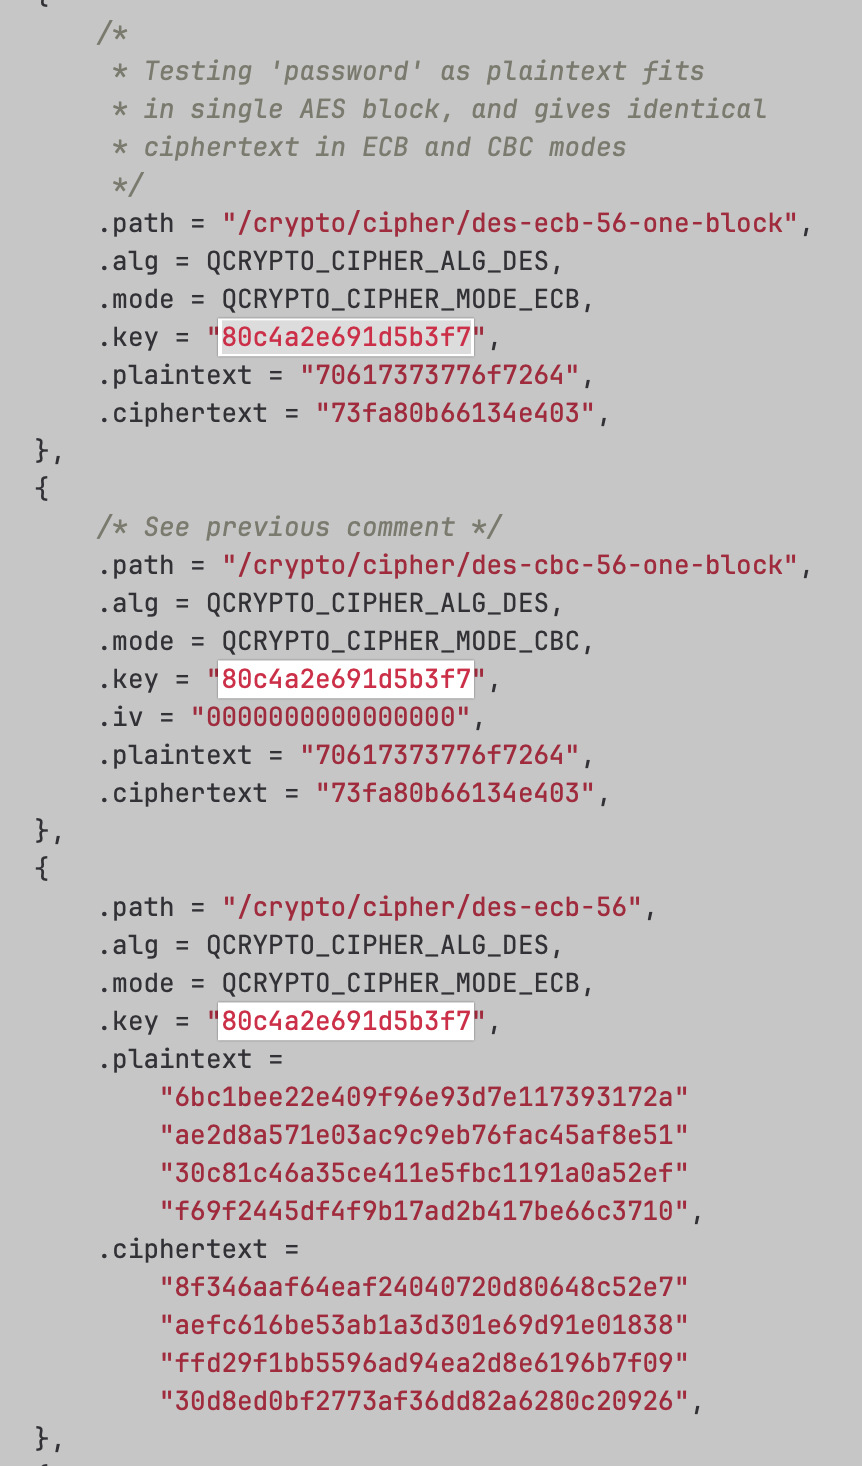 /*
* Testing 'password' as plaintext fits
* in single AES block, and gives identical
* ciphertext in ECB and CBC modes
*/
.path = "/crypto/cipher/des-ecb-56-one-block",
.alg = QCRYPTO_CIPHER_ALG_DES,
.mode = QCRYPTO_CIPHER_MODE_ECB,
.key = "80c4a2e691d5b3f7",
.plaintext = "70617373776f7264",
.ciphertext = "73fa80b66134e403",
},
{
/* See previous comment */
.path = "/crypto/cipher/des-cbc-56-one-block",
.alg = QCRYPTO_CIPHER_ALG_DES,
.mode = QCRYPTO_CIPHER_MODE_CBC,
.key = "80c4a2e691d5b3f7",
.iv = "0000000000000000",
.plaintext = "70617373776f7264",
.ciphertext = "73fa80b66134e403",
},
{
.path = "/crypto/cipher/des-ecb-56",
.alg = QCRYPTO_CIPHER_ALG_DES,
.mode = QCRYPTO_CIPHER_MODE_ECB,
.key = "80c4a2e691d5b3f7",
.plaintext =
"6bc1bee22e409f96e93d7e117393172a"
"ae2d8a571e03ac9c9eb76fac45af8e51"
"30c81c46a35ce411e5fbc1191a0a52ef"
"f69f2445df4f9b17ad2b417be66c3710",
.ciphertext =
"8f346aaf64eaf24040720d80648c52e7"
"aefc616be53ab1a3d301e69d91e01838"
"ffd29f1bb5596ad94ea2d8e6196b7f09"
"30d8ed0bf2773af36dd82a6280c20926",
},